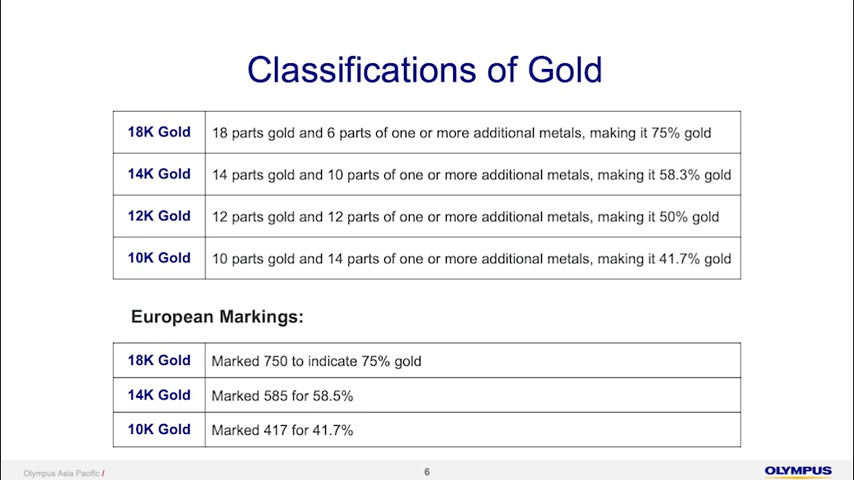 Classifications of Gold
18K Gold 18 parts gold and 6 parts of one or more additional metals, making it 75% gold
14K Gold 14 parts gold and 10 parts of one or more additional metals, making it 58.3% gold
12K Gold 12 parts gold and 12 parts of one or more additional metals, making it 50% gold
10K Gold 10 parts gold and 14 parts of one or more additional metals, making it 41.7% gold
European Markings:
18K Gold Marked 750 to indicate 75% gold
14K Gold Marked 585 for 58.5%
10K Gold Marked 417 for 41.7%
Olympus Asia Pacific / 6 OLYMPUS